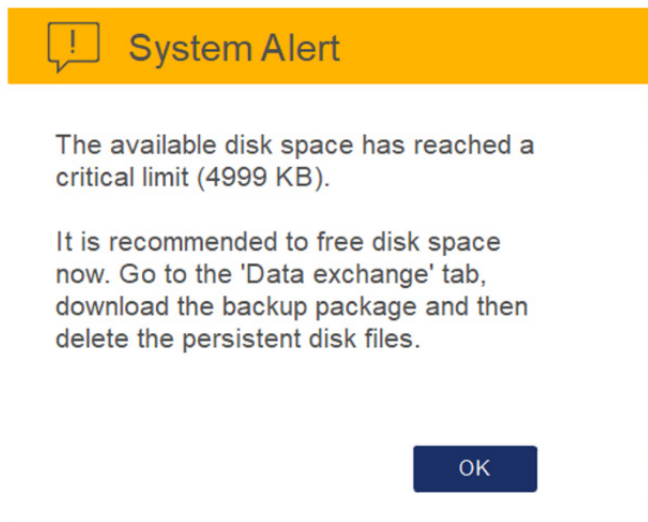 System Alert
The available disk space has reached a
critical limit (4999 KB).
It is recommended to free disk space
now. Go to the 'Data exchange' tab,
download the backup package and then
delete the persistent disk files.
OK